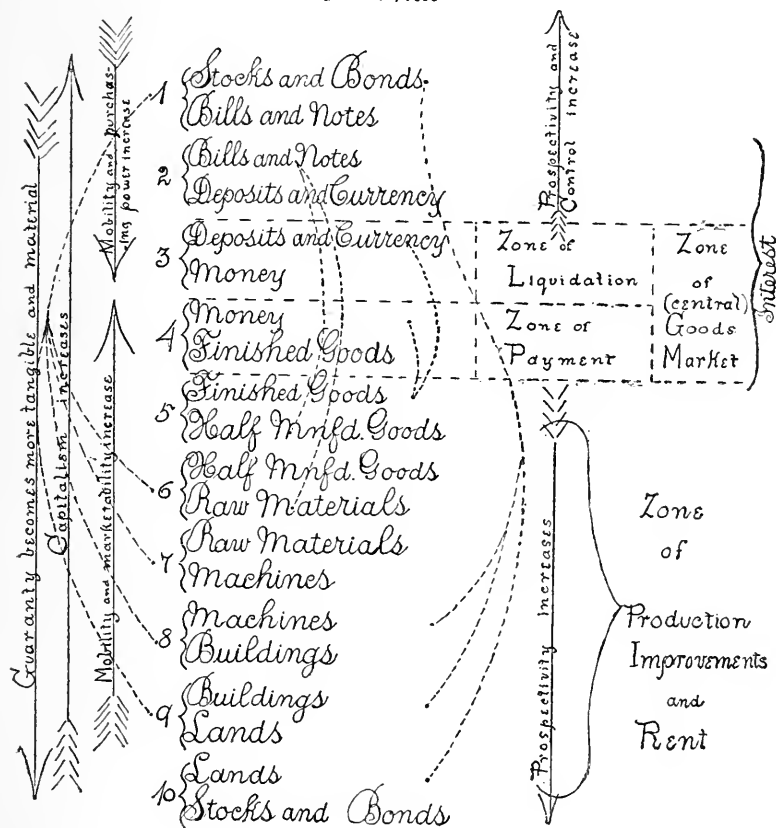 Guaranty becomes more tangible and material
Capitalism increases
Mobility and purchas-
ing power increase
Mobility and marketability increase
1 Stocks and Bonds
Bills and Notes
2 Bills and Notes
Deposits and Currency
3 Deposits and Currency
Money
4 Money
Finished Goods
5 Finished Goods
Half Mnfd. Goods
6 Half Mnfd. Goods
Raw Materials
7 Raw Materials
Machines
8 Machines
Buildings
9 Buildings
Lands
10 Lands
Stocks and Bonds
Prospectivity and
Control increase
Zone of
Liquidation
Zone of
Payment
Zone
of
(central)
Goods
Market
Interest
Prospectivity increases
Zone
of
Production
Improvements
and
Rent